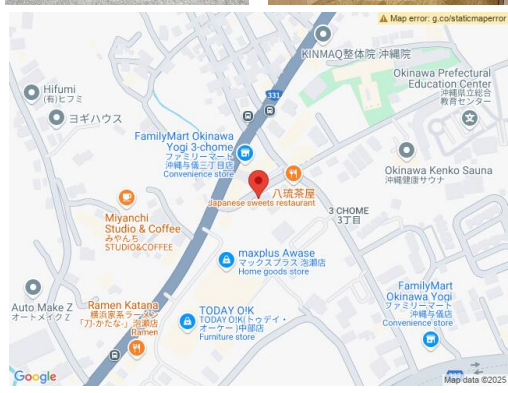 Map error: g.co/staticmaperror
KINMAQ整体院 沖縄院
Okinawa Prefectural
Education Center
沖縄県立総合
教育センター
Hifumi
(有)ヒフミ
ヨギハウス
331
FamilyMart Okinawa
Yogi 3-chome
ファミリーマート
沖縄与儀三丁目店
Convenience store
八琉茶屋
Japanese sweets restaurant
Okinawa Kenko Sauna
沖縄健康サウナ
3 CHOME
3丁目
Miyanchi
Studio & Coffee
みやんち
STUDIO&COFFEE
maxplus Awase
マックスプラス 泡瀬店
Home goods store
FamilyMart
Okinawa Yogi
ファミリーマート
沖縄与儀店
Convenience store
Auto Make Z
オートメイク Z
Ramen Katana
横浜家系ラーメン
「刀-かたな-」泡瀬店
Ramen
TODAY O!K
TODAY O!K(トゥデイ・
オーケー )中部店
Furniture store
Google
Map data ©2025